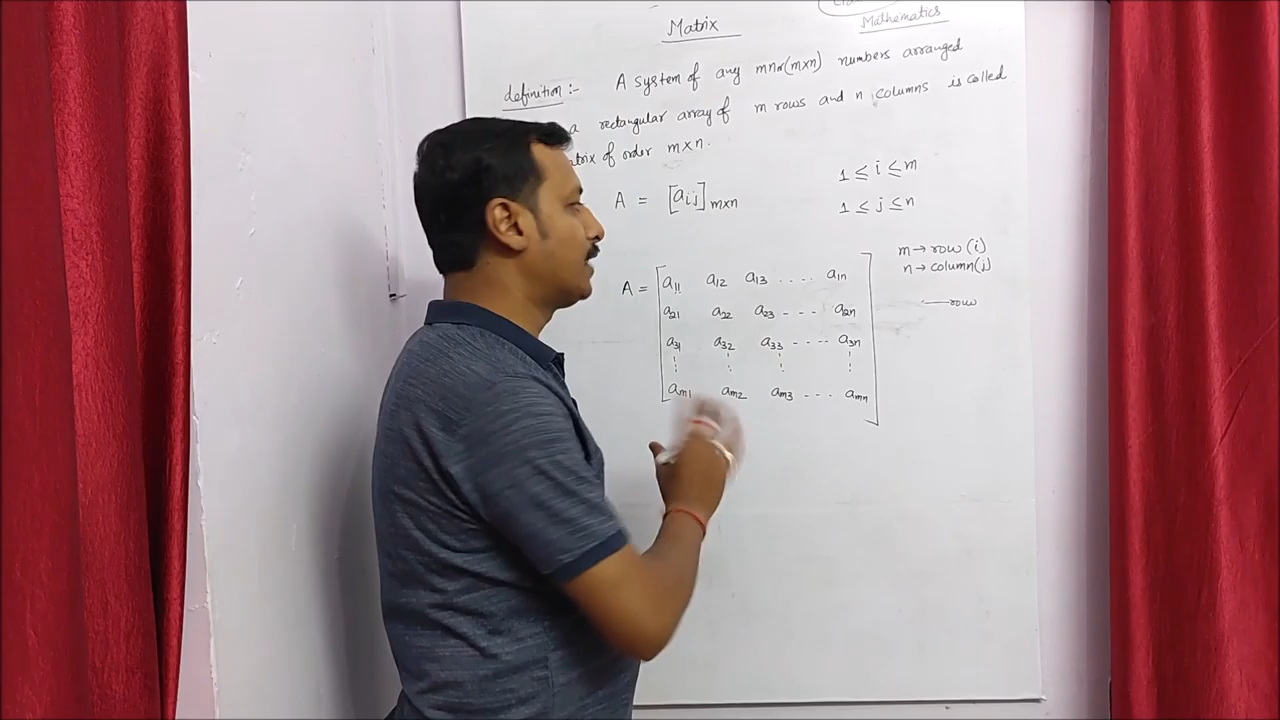 Matrix
Mathematics
definition :- A system of any mn (m×n) numbers arranged
a rectangular array of m rows and n columns is called
matrix of order m×n.
A = [aij]m×n
1 ≤ i ≤ m
1 ≤ j ≤ n
m → row (i)
n → column(j)
row
A = [ a11 a12 a13 .... a1n
a21 a22 a23 - - - a2n
a31 a32 a33 - - - - a3n
⋮ ⋮ ⋮ ⋮
am1 am2 am3 - - - amn ]